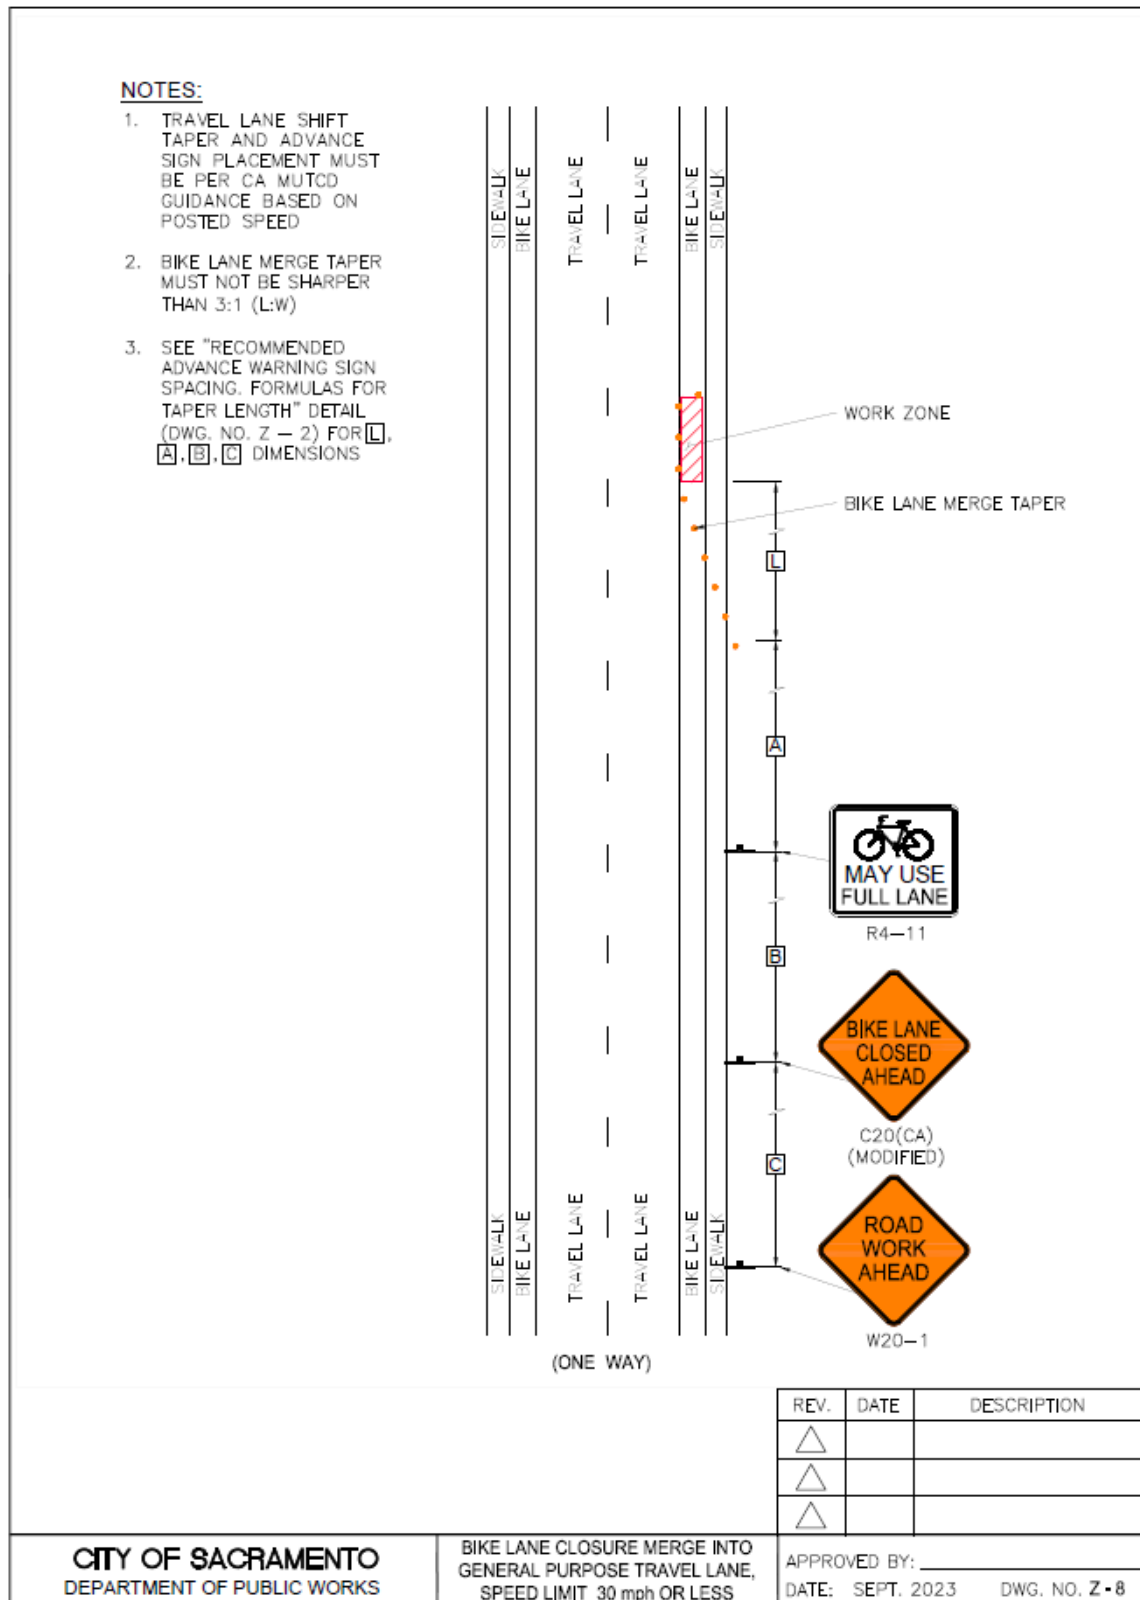 NOTES:
1. TRAVEL LANE SHIFT
TAPER AND ADVANCE
SIGN PLACEMENT MUST
BE PER CA MUTCD
GUIDANCE BASED ON
POSTED SPEED
2. BIKE LANE MERGE TAPER
MUST NOT BE SHARPER
THAN 3:1 (L:W)
3. SEE "RECOMMENDED
ADVANCE WARNING SIGN
SPACING. FORMULAS FOR
TAPER LENGTH" DETAIL
(DWG. NO. Z – 2) FOR L,
A, B, C DIMENSIONS
SIDEWALK
BIKE LANE
TRAVEL LANE
TRAVEL LANE
BIKE LANE
SIDEWALK
WORK ZONE
BIKE LANE MERGE TAPER
L
A
MAY USE
FULL LANE
R4–11
B
BIKE LANE
CLOSED
AHEAD
C20(CA)
(MODIFIED)
C
ROAD
WORK
AHEAD
W20–1
SIDEWALK
BIKE LANE
TRAVEL LANE
TRAVEL LANE
BIKE LANE
SIDEWALK
(ONE WAY)
REV. DATE DESCRIPTION
CITY OF SACRAMENTO
DEPARTMENT OF PUBLIC WORKS
BIKE LANE CLOSURE MERGE INTO
GENERAL PURPOSE TRAVEL LANE,
SPEED LIMIT 30 mph OR LESS
APPROVED BY:
DATE: SEPT. 2023 DWG. NO. Z-8